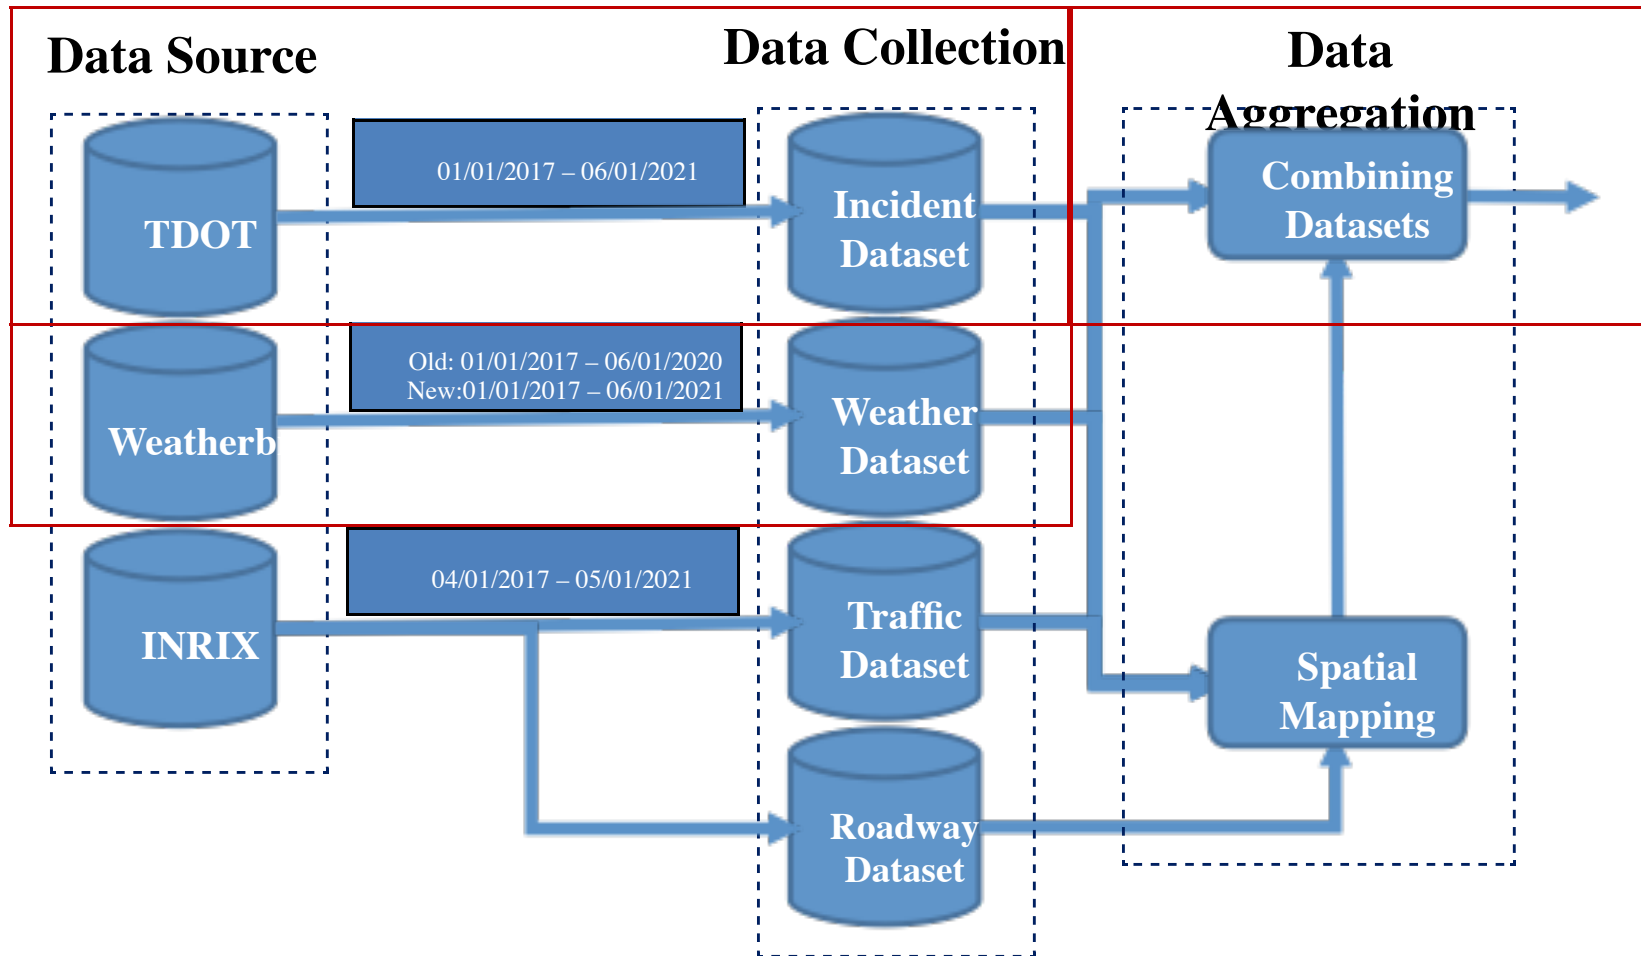 Data Source
Data Collection
Data
Aggregation
01/01/2017 – 06/01/2021
TDOT
Incident
Dataset
Combining
Datasets
Old: 01/01/2017 – 06/01/2020
New:01/01/2017 – 06/01/2021
Weatherb
Weather
Dataset
04/01/2017 – 05/01/2021
INRIX
Traffic
Dataset
Spatial
Mapping
Roadway
Dataset